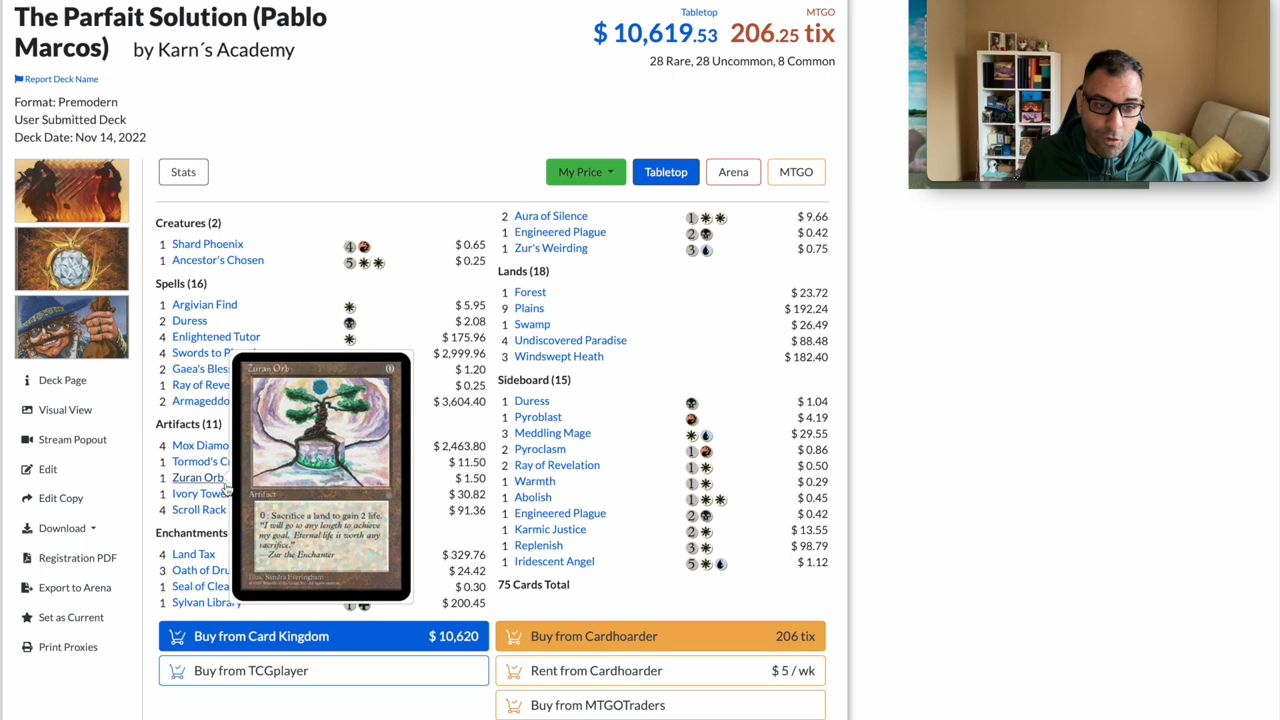 The Parfait Solution (Pablo
Marcos) by Karn´s Academy
Tabletop MTGO
$ 10,619.53 206.25 tix
28 Rare, 28 Uncommon, 8 Common
Report Deck Name
Format: Premodern
User Submitted Deck
Deck Date: Nov 14, 2022
Stats
My Price
Tabletop
Arena
MTGO
Deck Page
Visual View
Stream Popout
Edit
Edit Copy
Download
Registration PDF
Export to Arena
Set as Current
Print Proxies
Creatures (2)
1 Shard Phoenix 4 $ 0.65
1 Ancestor's Chosen 5 $ 0.25
Spells (16)
1 Argivian Find $ 5.95
2 Duress $ 2.08
4 Enlightened Tutor $ 175.96
4 Swords to $ 2,999.96
2 Gaea's Bles $ 1.20
1 Ray of Reve $ 0.25
2 Armageddo $ 3,604.40
Artifacts (11)
4 Mox Diamo $ 2,463.80
1 Tormod's C $ 11.50
1 Zuran Orb $ 1.50
1 Ivory Towe $ 30.82
4 Scroll Rack $ 91.36
Enchantments
4 Land Tax $ 329.76
3 Oath of Dru $ 24.42
1 Seal of Clea $ 0.30
1 Sylvan Library 1 $ 200.45
Zuran Orb 0
Artifact
0: Sacrifice a land to gain 2 life.
"I will go to any length to achieve
my goal. Eternal life is worth any
sacrifice."
—Zur the Enchanter
Illus. Sandra Everingham
2 Aura of Silence 1 $ 9.66
1 Engineered Plague 2 $ 0.42
1 Zur's Weirding 3 $ 0.75
Lands (18)
1 Forest $ 23.72
9 Plains $ 192.24
1 Swamp $ 26.49
4 Undiscovered Paradise $ 88.48
3 Windswept Heath $ 182.40
Sideboard (15)
1 Duress $ 1.04
1 Pyroblast $ 4.19
3 Meddling Mage $ 29.55
2 Pyroclasm 1 $ 0.86
2 Ray of Revelation 1 $ 0.50
1 Warmth 1 $ 0.29
1 Abolish 1 $ 0.45
1 Engineered Plague 2 $ 0.42
1 Karmic Justice 2 $ 13.55
1 Replenish 3 $ 98.79
1 Iridescent Angel 5 $ 1.12
75 Cards Total
Buy from Card Kingdom $ 10,620
Buy from TCGplayer
Buy from Cardhoarder 206 tix
Rent from Cardhoarder $ 5 / wk
Buy from MTGOTraders